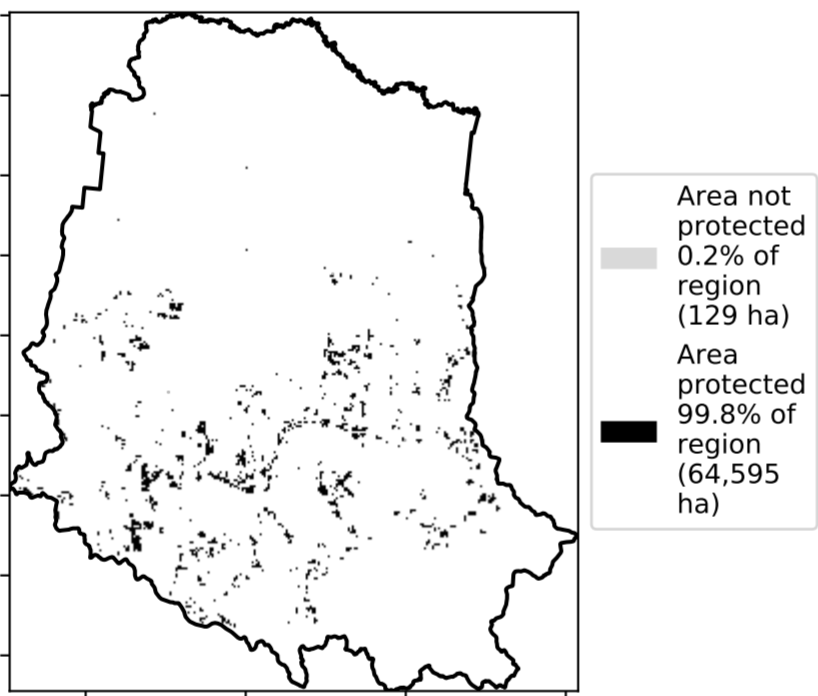 Area not
protected
0.2% of
region
(129 ha)
Area
protected
99.8% of
region
(64,595
ha)